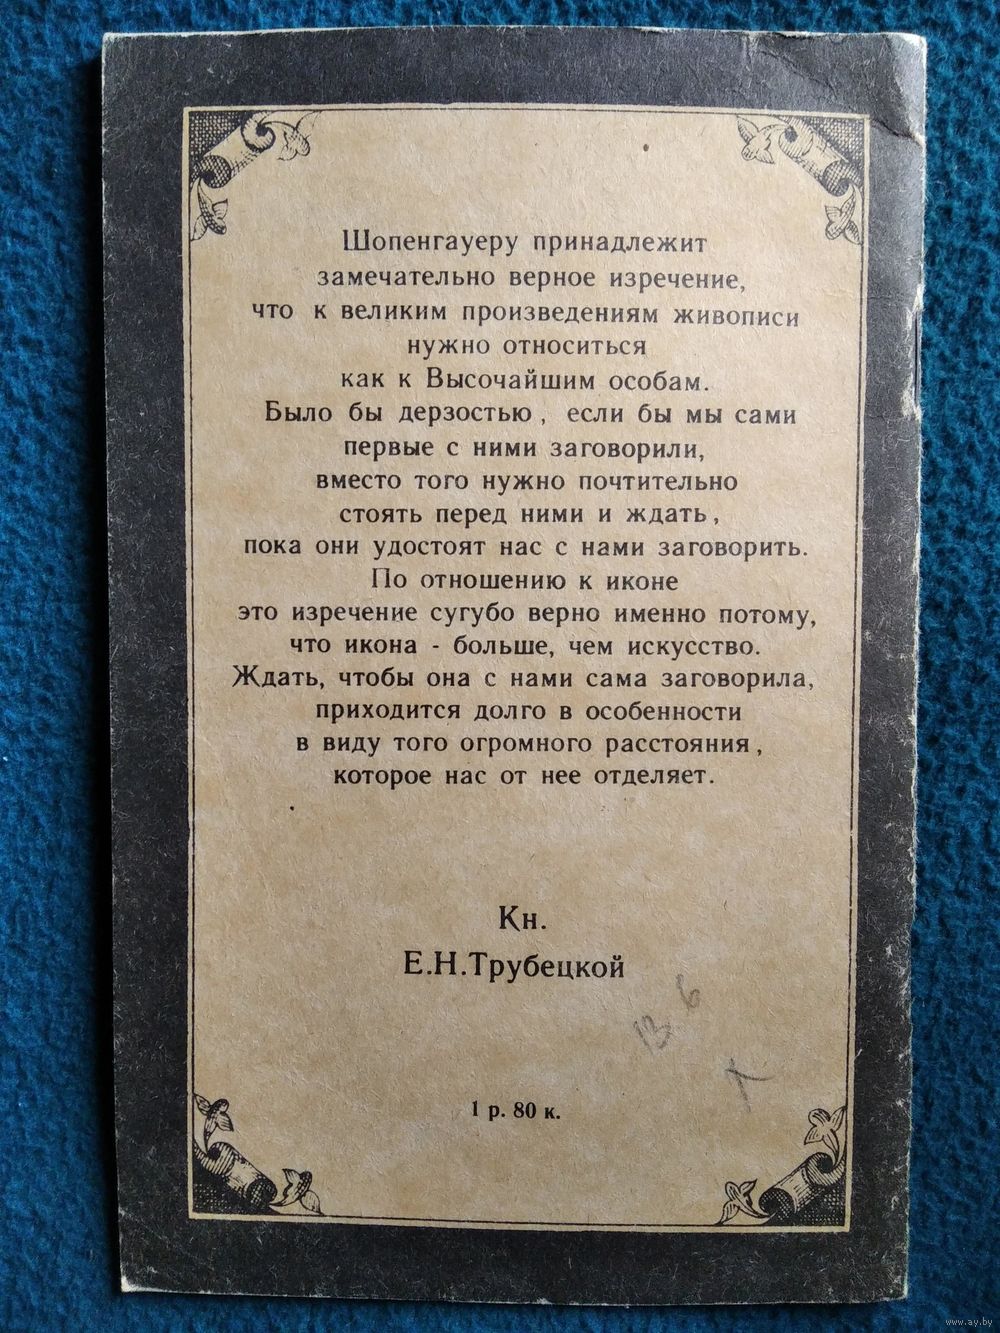 Шопенгауеру принадлежит
замечательно верное изречение,
что к великим произведениям живописи
нужно относиться
как к Высочайшим особам.
Было бы дерзостью, если бы мы сами
первые с ними заговорили,
вместо того нужно почтительно
стоять перед ними и ждать,
пока они удостоят нас с нами заговорить.
По отношению к иконе
это изречение сугубо верно именно потому,
что икона - больше, чем искусство.
Ждать, чтобы она с нами сама заговорила,
приходится долго в особенности
в виду того огромного расстояния,
которое нас от нее отделяет.
Кн.
Е.Н.Трубецкой
1 р. 80 к.
www.ay.by